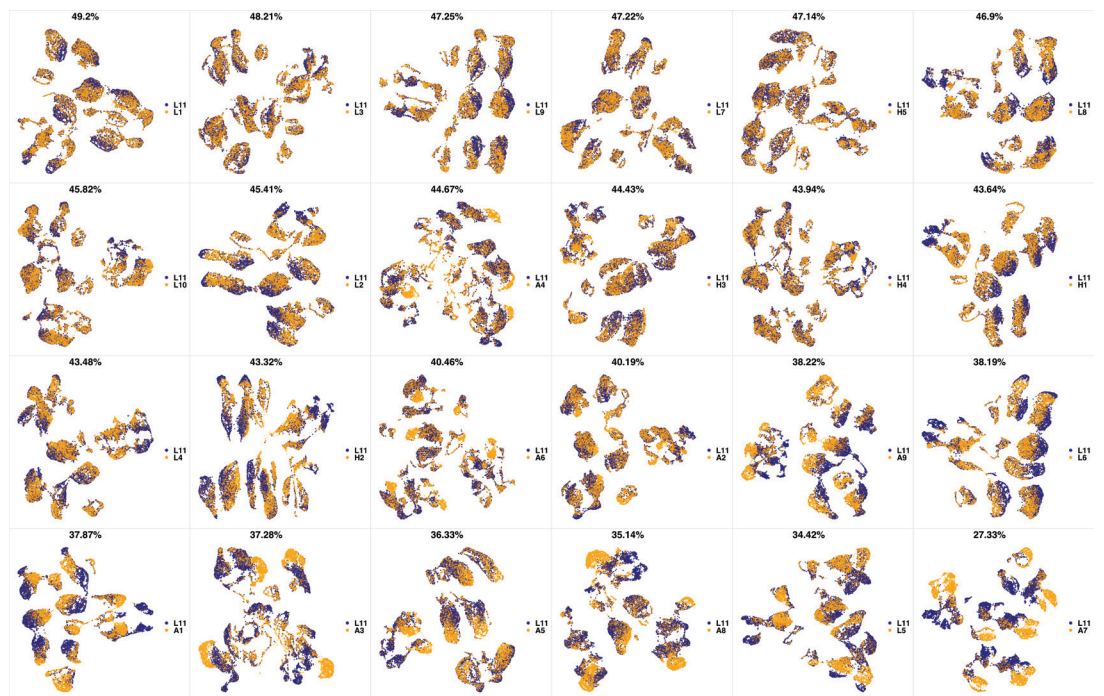 49.2%
48.21%
47.25%
47.22%
47.14%
46.9%
L11
L1
L11
L3
L11
L9
L11
L7
L11
H5
L11
L8
45.82%
45.41%
44.67%
44.43%
43.94%
43.64%
L11
L10
L11
L2
L11
A4
L11
H3
L11
H4
L11
H1
43.48%
43.32%
40.46%
40.19%
38.22%
38.19%
L11
L4
L11
H2
L11
A6
L11
A2
L11
A9
L11
L6
37.87%
37.28%
36.33%
35.14%
34.42%
27.33%
L11
A1
L11
A3
L11
A5
L11
A8
L11
L5
L11
A7